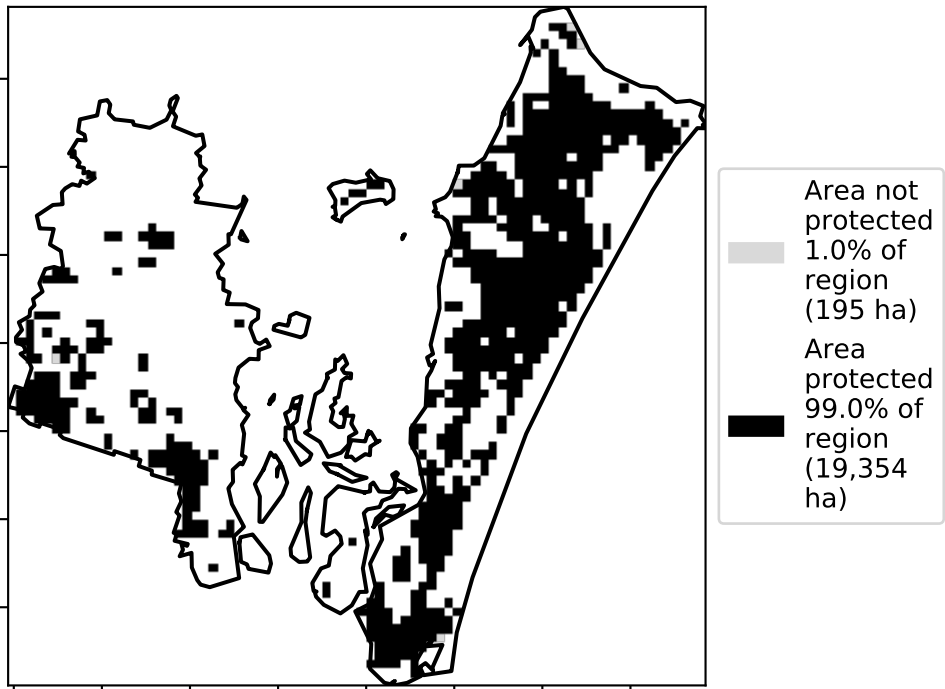 Area not
protected
1.0% of
region
(195 ha)
Area
protected
99.0% of
region
(19,354
ha)